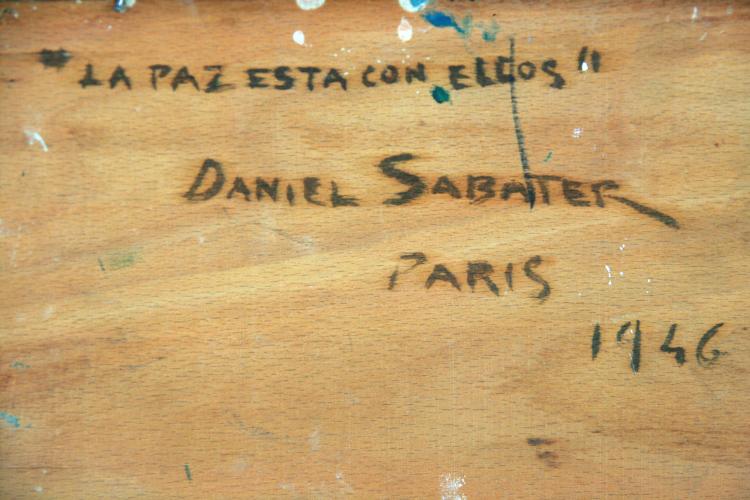 "LA PAZ ESTA CON ELLOS"
DANIEL SABATER
PARIS
1946